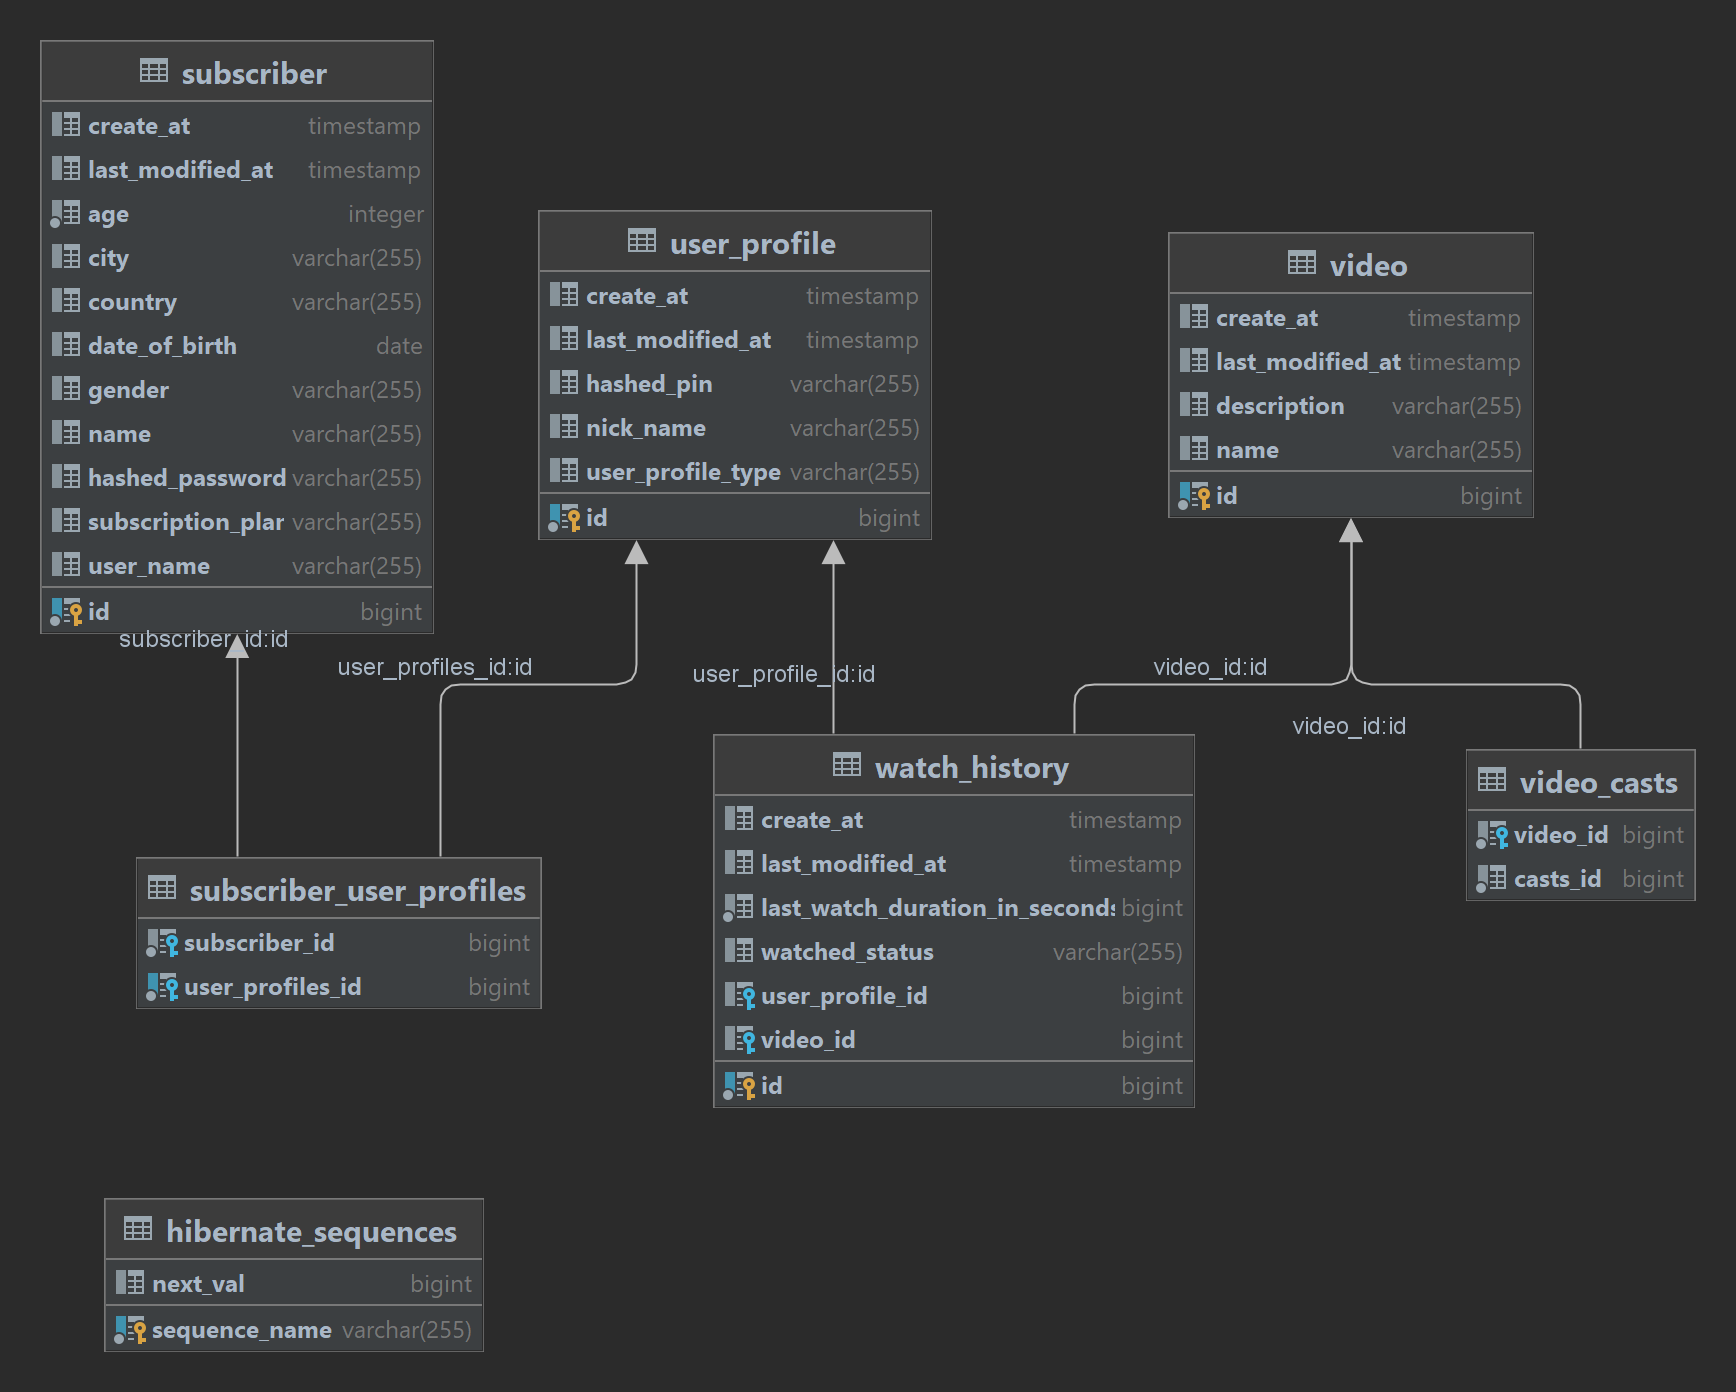 subscriber
create_at timestamp
last_modified_at timestamp
age integer
city varchar(255)
country varchar(255)
date_of_birth date
gender varchar(255)
name varchar(255)
hashed_password varchar(255)
subscription_plar varchar(255)
user_name varchar(255)
id bigint
user_profile
create_at timestamp
last_modified_at timestamp
hashed_pin varchar(255)
nick_name varchar(255)
user_profile_type varchar(255)
id bigint
video
create_at timestamp
last_modified_at timestamp
description varchar(255)
name varchar(255)
id bigint
subscriber_id:id
user_profiles_id:id
user_profile_id:id
video_id:id
video_id:id
watch_history
create_at timestamp
last_modified_at timestamp
last_watch_duration_in_seconds bigint
watched_status varchar(255)
user_profile_id bigint
video_id bigint
id bigint
video_casts
video_id bigint
casts_id bigint
subscriber_user_profiles
subscriber_id bigint
user_profiles_id bigint
hibernate_sequences
next_val bigint
sequence_name varchar(255)